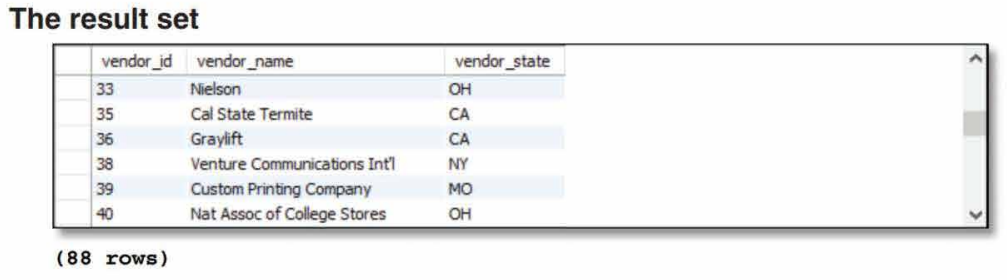 The result set
vendor_id vendor_name vendor_state
33 Nielson OH
35 Cal State Termite CA
36 Graylift CA
38 Venture Communications Int'l NY
39 Custom Printing Company MO
40 Nat Assoc of College Stores OH
(88 rows)